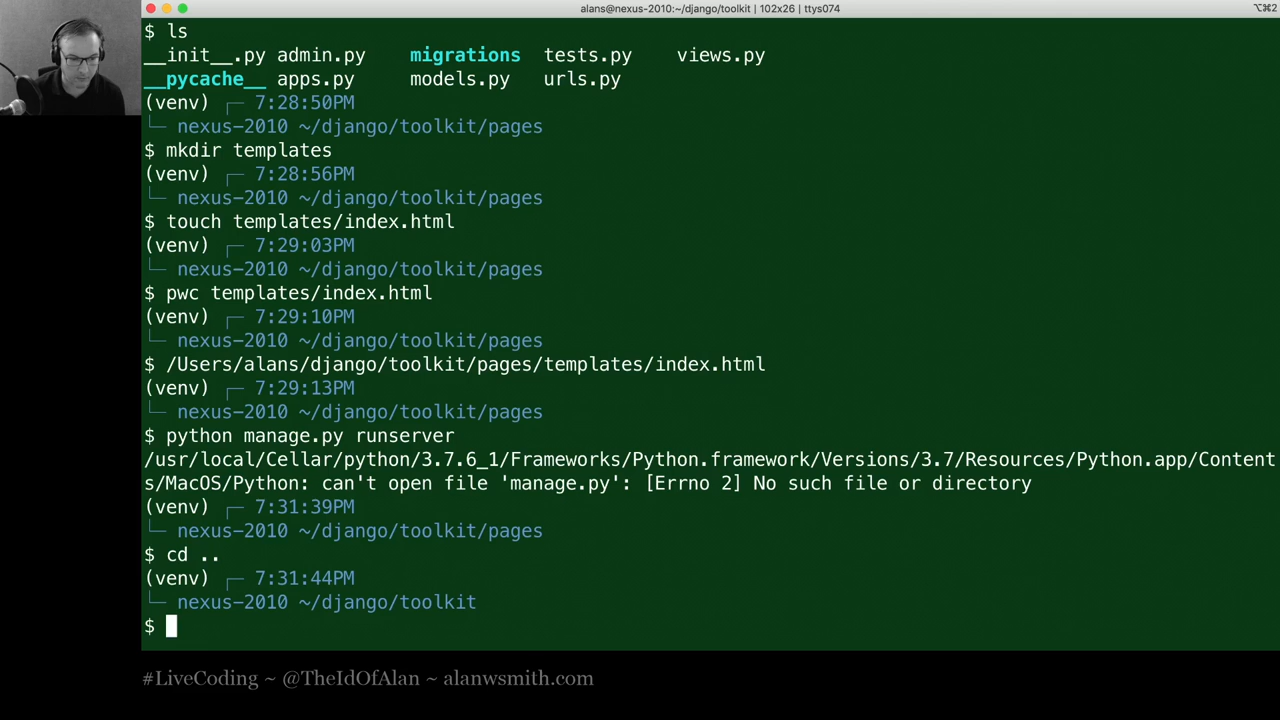 alans@nexus-2010:~/django/toolkit | 102x26 | ttys074
⌥⌘2
$ ls
__init__.py admin.py    migrations  tests.py    views.py
__pycache__ apps.py     models.py   urls.py
(venv) ┌─ 7:28:50PM
└─ nexus-2010 ~/django/toolkit/pages
$ mkdir templates
(venv) ┌─ 7:28:56PM
└─ nexus-2010 ~/django/toolkit/pages
$ touch templates/index.html
(venv) ┌─ 7:29:03PM
└─ nexus-2010 ~/django/toolkit/pages
$ pwc templates/index.html
(venv) ┌─ 7:29:10PM
└─ nexus-2010 ~/django/toolkit/pages
$ /Users/alans/django/toolkit/pages/templates/index.html
(venv) ┌─ 7:29:13PM
└─ nexus-2010 ~/django/toolkit/pages
$ python manage.py runserver
/usr/local/Cellar/python/3.7.6_1/Frameworks/Python.framework/Versions/3.7/Resources/Python.app/Content
s/MacOS/Python: can't open file 'manage.py': [Errno 2] No such file or directory
(venv) ┌─ 7:31:39PM
└─ nexus-2010 ~/django/toolkit/pages
$ cd ..
(venv) ┌─ 7:31:44PM
└─ nexus-2010 ~/django/toolkit
$
#LiveCoding ~ @TheIdOfAlan ~ alanwsmith.com